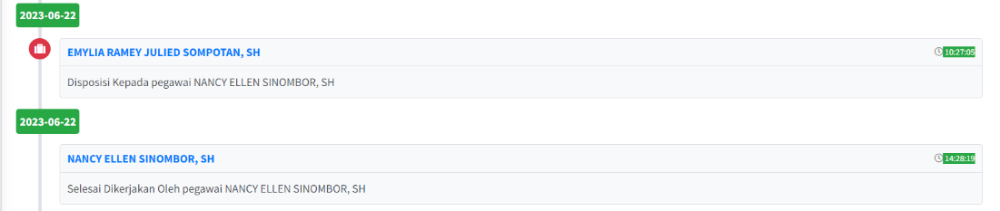 2023-06-22
EMYLIA RAMEY JULIED SOMPOTAN, SH 10:27:05
Disposisi Kepada pegawai NANCY ELLEN SINOMBOR, SH
2023-06-22
NANCY ELLEN SINOMBOR, SH 14:28:19
Selesai Dikerjakan Oleh pegawai NANCY ELLEN SINOMBOR, SH